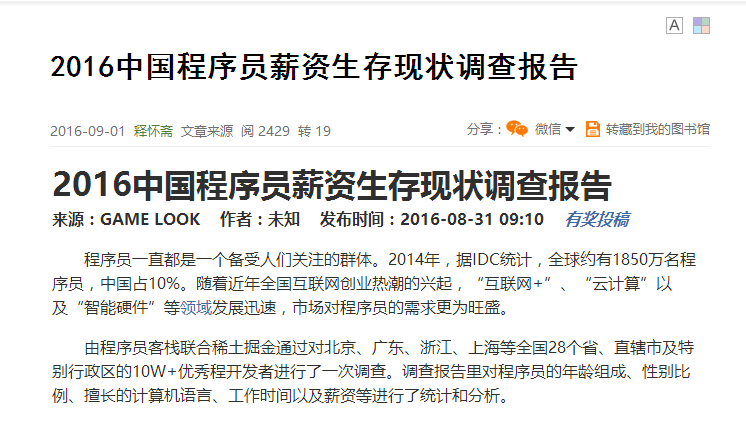 A
2016中国程序员薪资生存现状调查报告
2016-09-01 释怀斋 文章来源 阅 2429 转 19
分享： 微信 转藏到我的图书馆
2016中国程序员薪资生存现状调查报告
来源：GAME LOOK 作者：未知 发布时间：2016-08-31 09:10 有奖投稿
程序员一直都是一个备受人们关注的群体。2014年，据IDC统计，全球约有1850万名程
序员，中国占10%。随着近年全国互联网创业热潮的兴起，“互联网+”、“云计算”以
及“智能硬件”等领域发展迅速，市场对程序员的需求更为旺盛。
由程序员客栈联合稀土掘金通过对北京、广东、浙江、上海等全国28个省、直辖市及特
别行政区的10W+优秀程开发者进行了一次调查。调查报告里对程序员的年龄组成、性别比
例、擅长的计算机语言、工作时间以及薪资等进行了统计和分析。